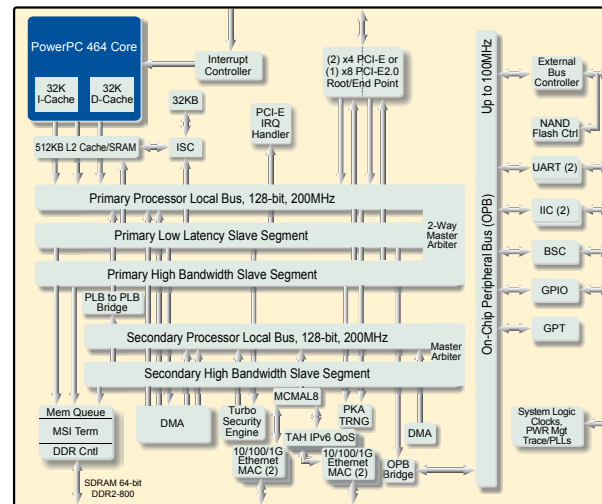 PowerPC 464 Core
32K
I-Cache
32K
D-Cache
Interrupt
Controller
(2) x4 PCI-E or
(1) x8 PCI-E2.0
Root/End Point
32KB
PCI-E
IRQ
Handler
512KB L2 Cache/SRAM
ISC
Primary Processor Local Bus, 128-bit, 200MHz
Primary Low Latency Slave Segment
2-Way
Master
Arbiter
Primary High Bandwidth Slave Segment
PLB to PLB
Bridge
Secondary Processor Local Bus, 128-bit, 200MHz
Master
Arbiter
Secondary High Bandwidth Slave Segment
MCMAL8
Mem Queue
MSI Term
DDR Cntl
DMA
Turbo
Security
Engine
PKA
TRNG
TAH IPv6 QoS
DMA
10/100/1G
Ethernet
MAC (2)
10/100/1G
Ethernet
MAC (2)
OPB
Bridge
SDRAM 64-bit
DDR2-800
On-Chip Peripheral Bus (OPB)
Up to 100MHz
External
Bus
Controller
NAND
Flash Ctrl
UART (2)
IIC (2)
BSC
GPIO
GPT
System Logic
Clocks,
PWR Mgt
Trace/PLLs